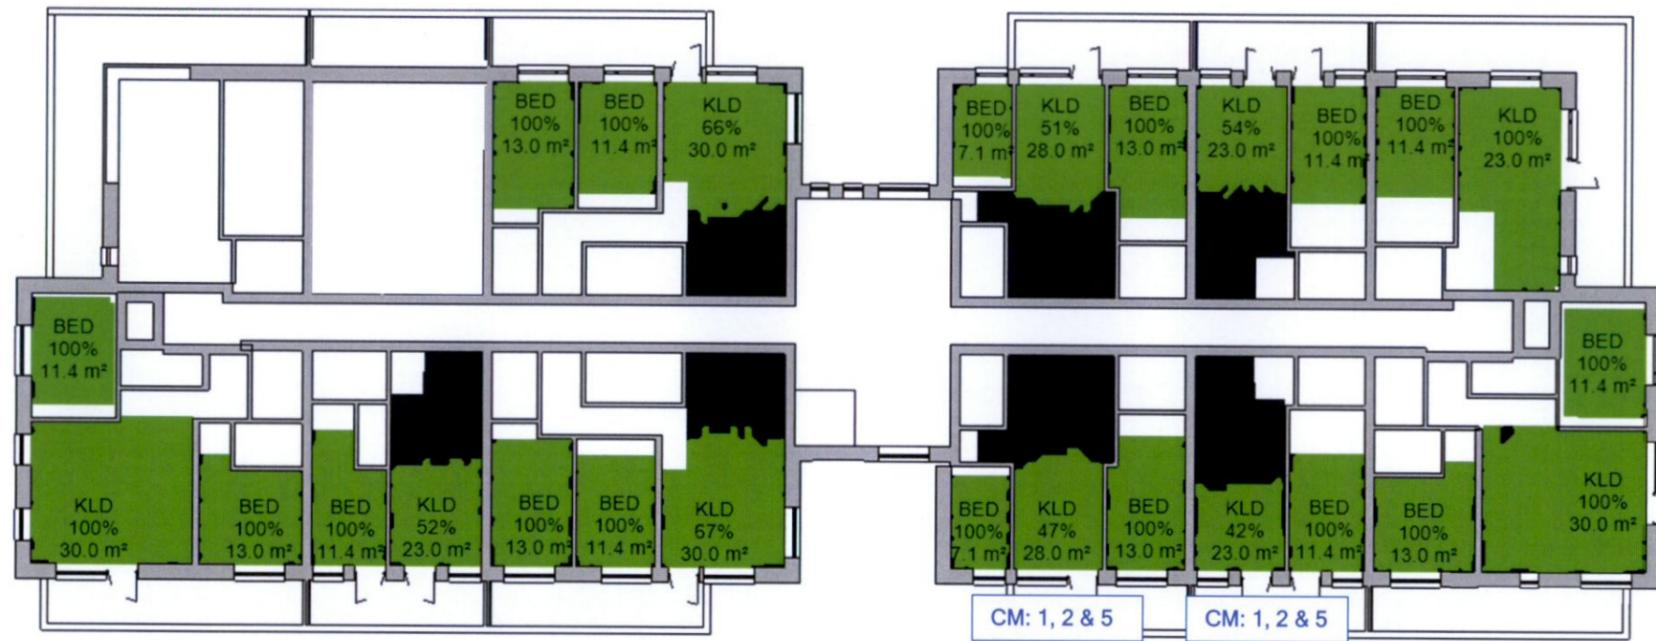 BED
100%
13.0 m²
BED
100%
11.4 m²
KLD
66%
30.0 m²
BED
100%
7.1 m²
KLD
51%
28.0 m²
BED
100%
13.0 m²
KLD
54%
23.0 m²
BED
100%
11.4 m²
BED
100%
11.4 m²
KLD
100%
23.0 m²
BED
100%
11.4 m²
BED
100%
11.4 m²
KLD
100%
30.0 m²
BED
100%
13.0 m²
BED
100%
11.4 m²
KLD
52%
23.0 m²
BED
100%
13.0 m²
BED
100%
11.4 m²
KLD
67%
30.0 m²
BED
100%
7.1 m²
KLD
47%
28.0 m²
BED
100%
13.0 m²
KLD
42%
23.0 m²
BED
100%
11.4 m²
BED
100%
13.0 m²
KLD
100%
30.0 m²
CM: 1, 2 & 5
CM: 1, 2 & 5